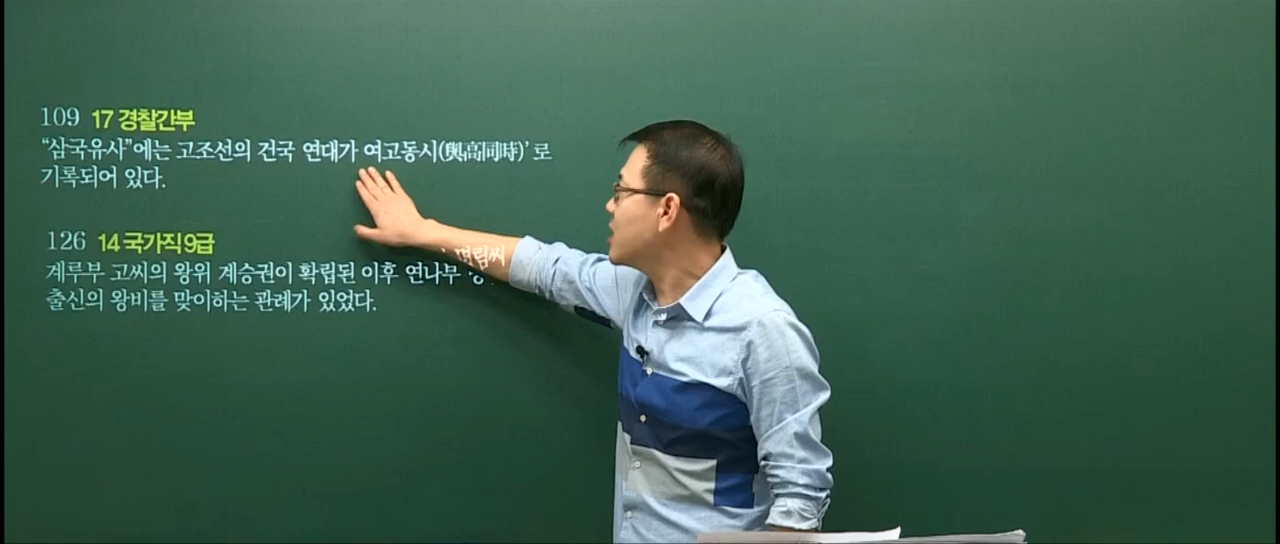 109 17 경찰간부
“삼국유사”에는 고조선의 건국 연대가 여고동시(與高同時)’로
기록되어 있다.
126 14 국가직 9급
계루부 고씨의 왕위 계승권이 확립된 이후 연나부 명림씨
출신의 왕비를 맞이하는 관례가 있었다.